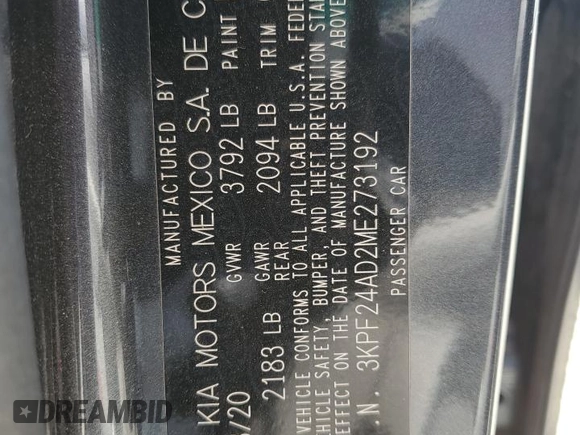 MANUFACTURED BY
KIA MOTORS MEXICO S.A. DE C
/20 GVWR 3792 LB PAINT
2183 LB GAWR REAR 2094 LB TRIM
VEHICLE CONFORMS TO ALL APPLICABLE U.S.A. FEDER
HICLE SAFETY, BUMPER, AND THEFT PREVENTION STAN
EFFECT ON THE DATE OF MANUFACTURE SHOWN ABOVE
.N. 3KPF24AD2ME273192
PASSENGER CAR
DREAMBID